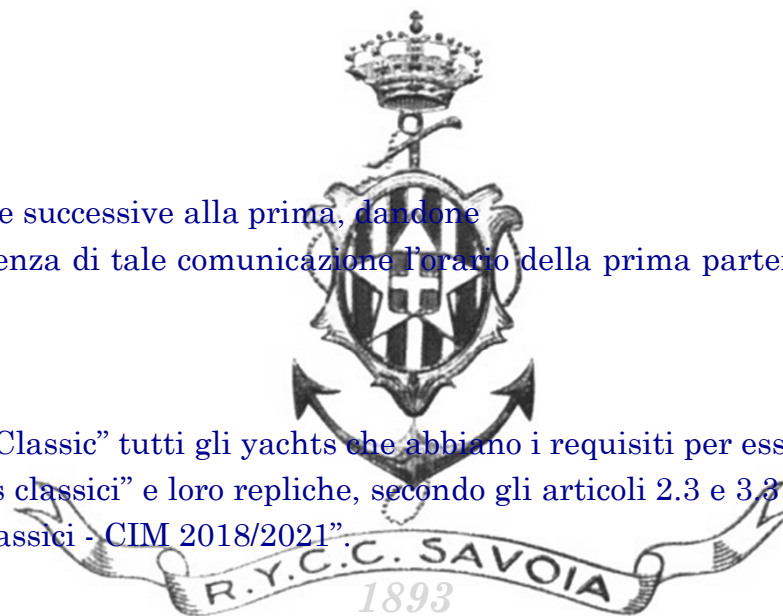 e successive alla prima, dandone
enza di tale comunicazione l'orario della prima parte
Classic” tutti gli yachts che abbiano i requisiti per ess
s classici” e loro repliche, secondo gli articoli 2.3 e 3.3
assici - CIM 2018/2021”.
R.Y.C.C. SAVOIA
1893